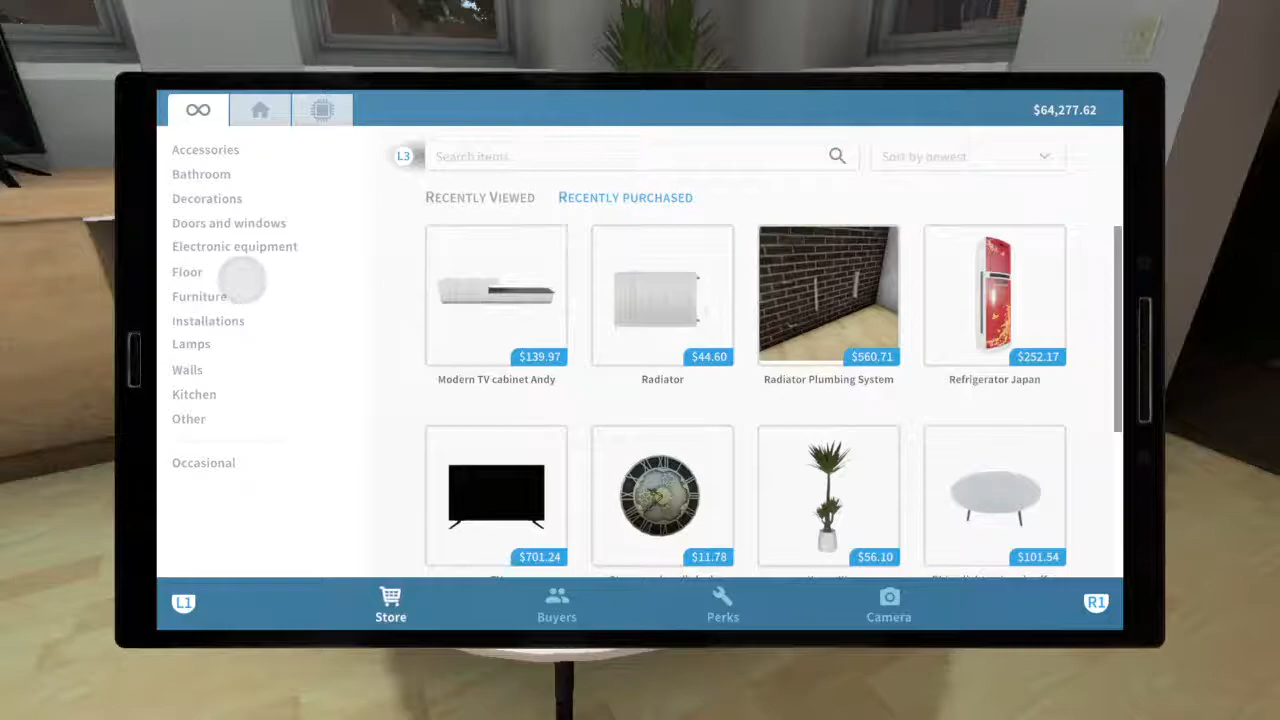 $64,277.62
Accessories
Bathroom
Decorations
Doors and windows
Electronic equipment
Floor
Furniture
Installations
Lamps
Walls
Kitchen
Other
Occasional
L3
Search items...
Sort by newest
RECENTLY VIEWED
RECENTLY PURCHASED
$139.97
$44.60
$560.71
$252.17
Modern TV cabinet Andy
Radiator
Radiator Plumbing System
Refrigerator Japan
$701.24
$11.78
$56.10
$101.54
L1
Store
Buyers
Perks
Camera
R1